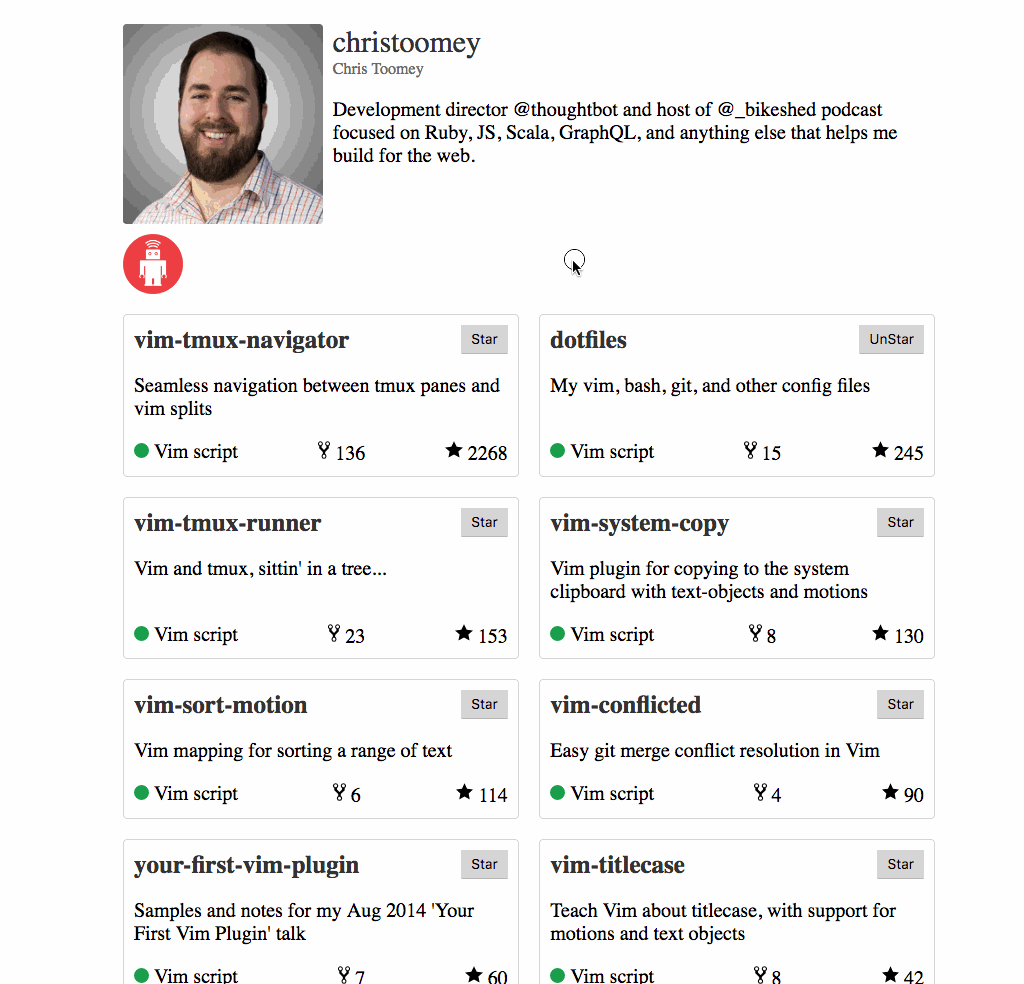 christoomey
Chris Toomey
Development director @thoughtbot and host of @_bikeshed podcast
focused on Ruby, JS, Scala, GraphQL, and anything else that helps me
build for the web.
vim-tmux-navigator Star
Seamless navigation between tmux panes and
vim splits
Vim script 136 2268
dotfiles UnStar
My vim, bash, git, and other config files
Vim script 15 245
vim-tmux-runner Star
Vim and tmux, sittin' in a tree...
Vim script 23 153
vim-system-copy Star
Vim plugin for copying to the system
clipboard with text-objects and motions
Vim script 8 130
vim-sort-motion Star
Vim mapping for sorting a range of text
Vim script 6 114
vim-conflicted Star
Easy git merge conflict resolution in Vim
Vim script 4 90
your-first-vim-plugin Star
Samples and notes for my Aug 2014 'Your
First Vim Plugin' talk
Vim script 7 60
vim-titlecase Star
Teach Vim about titlecase, with support for
motions and text objects
Vim script 8 42